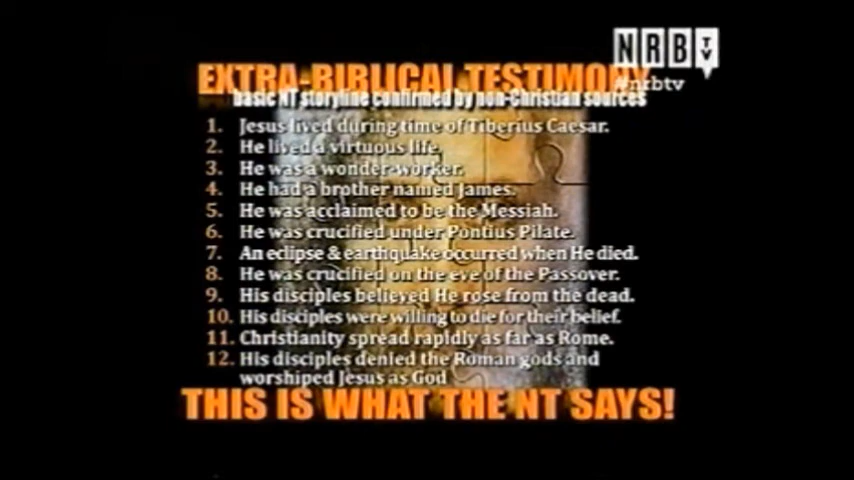 NRB TV
#nrbtv
EXTRA-BIBLICAL TESTIMONY
basic NT storyline confirmed by non-Christian sources
1. Jesus lived during time of Tiberius Caesar.
2. He lived a virtuous life.
3. He was a wonder-worker.
4. He had a brother named James.
5. He was acclaimed to be the Messiah.
6. He was crucified under Pontius Pilate.
7. An eclipse & earthquake occurred when He died.
8. He was crucified on the eve of the Passover.
9. His disciples believed He rose from the dead.
10. His disciples were willing to die for their belief.
11. Christianity spread rapidly as far as Rome.
12. His disciples denied the Roman gods and
worshiped Jesus as God
THIS IS WHAT THE NT SAYS!